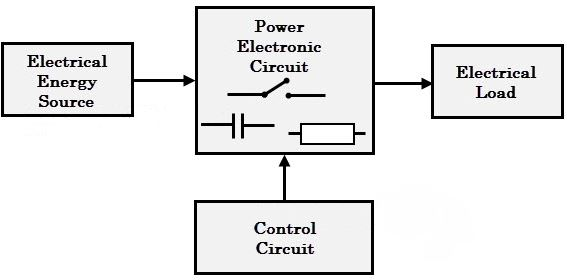 Electrical
Energy
Source
Power
Electronic
Circuit
Electrical
Load
Control
Circuit